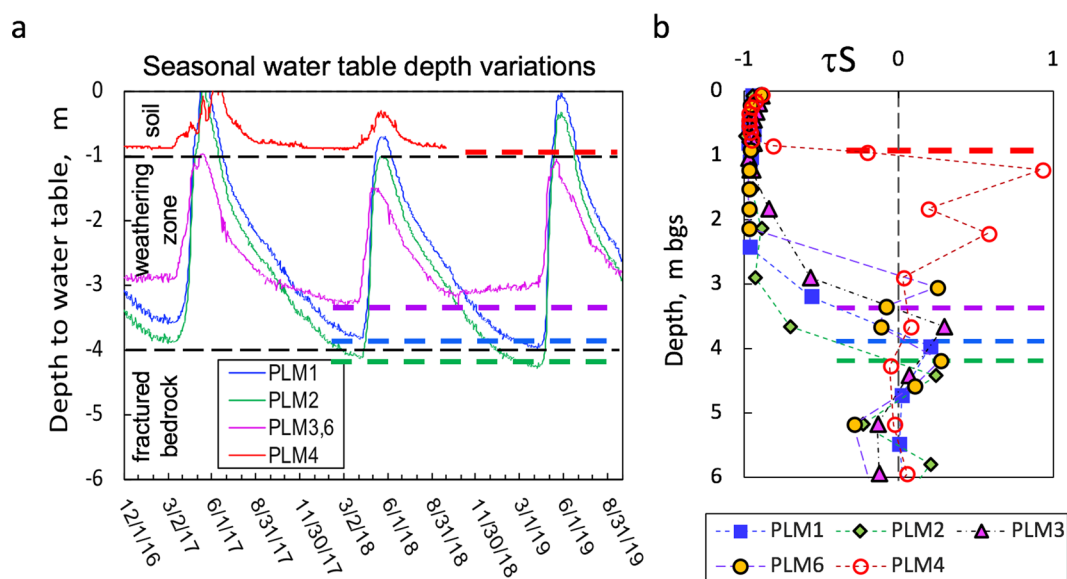 a
Seasonal water table depth variations
Depth to water table, m
0
-1
-2
-3
-4
-5
-6
soil
weathering
zone
fractured
bedrock
PLM1
PLM2
PLM3,6
PLM4
12/1/16
3/2/17
6/1/17
8/31/17
11/30/17
3/2/18
6/1/18
8/31/18
11/30/18
3/2/19
6/1/19
8/31/19
b
-1 0 1
τS
Depth, m bgs
0
1
2
3
4
5
6
PLM1 PLM2 PLM3
PLM6 PLM4